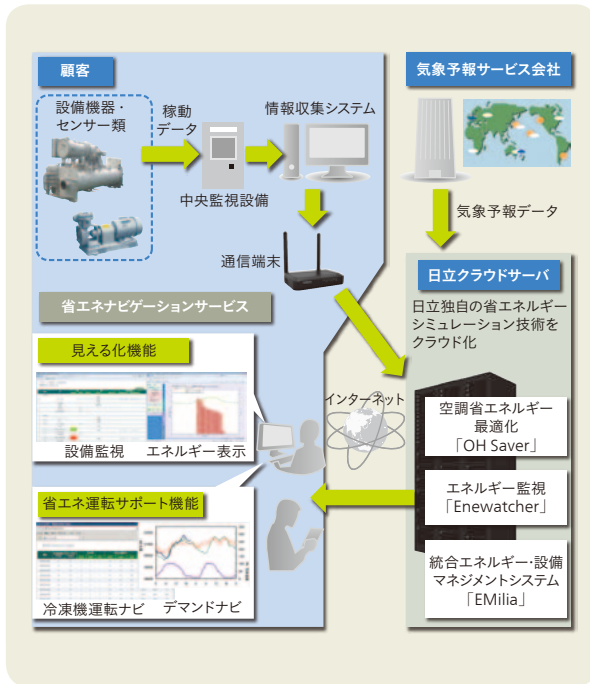 顧客
設備機器・
センサー類
稼動
データ
中央監視設備
情報収集システム
通信端末
気象予報サービス会社
気象予報データ
日立クラウドサーバ
日立独自の省エネルギー
シミュレーション技術を
クラウド化
空調省エネルギー
最適化
「OH Saver」
エネルギー監視
「Enewatcher」
統合エネルギー・設備
マネジメントシステム
「EMilia」
インターネット
省エネナビゲーションサービス
見える化機能
設備監視
エネルギー表示
省エネ運転サポート機能
冷凍機運転ナビ
デマンドナビ